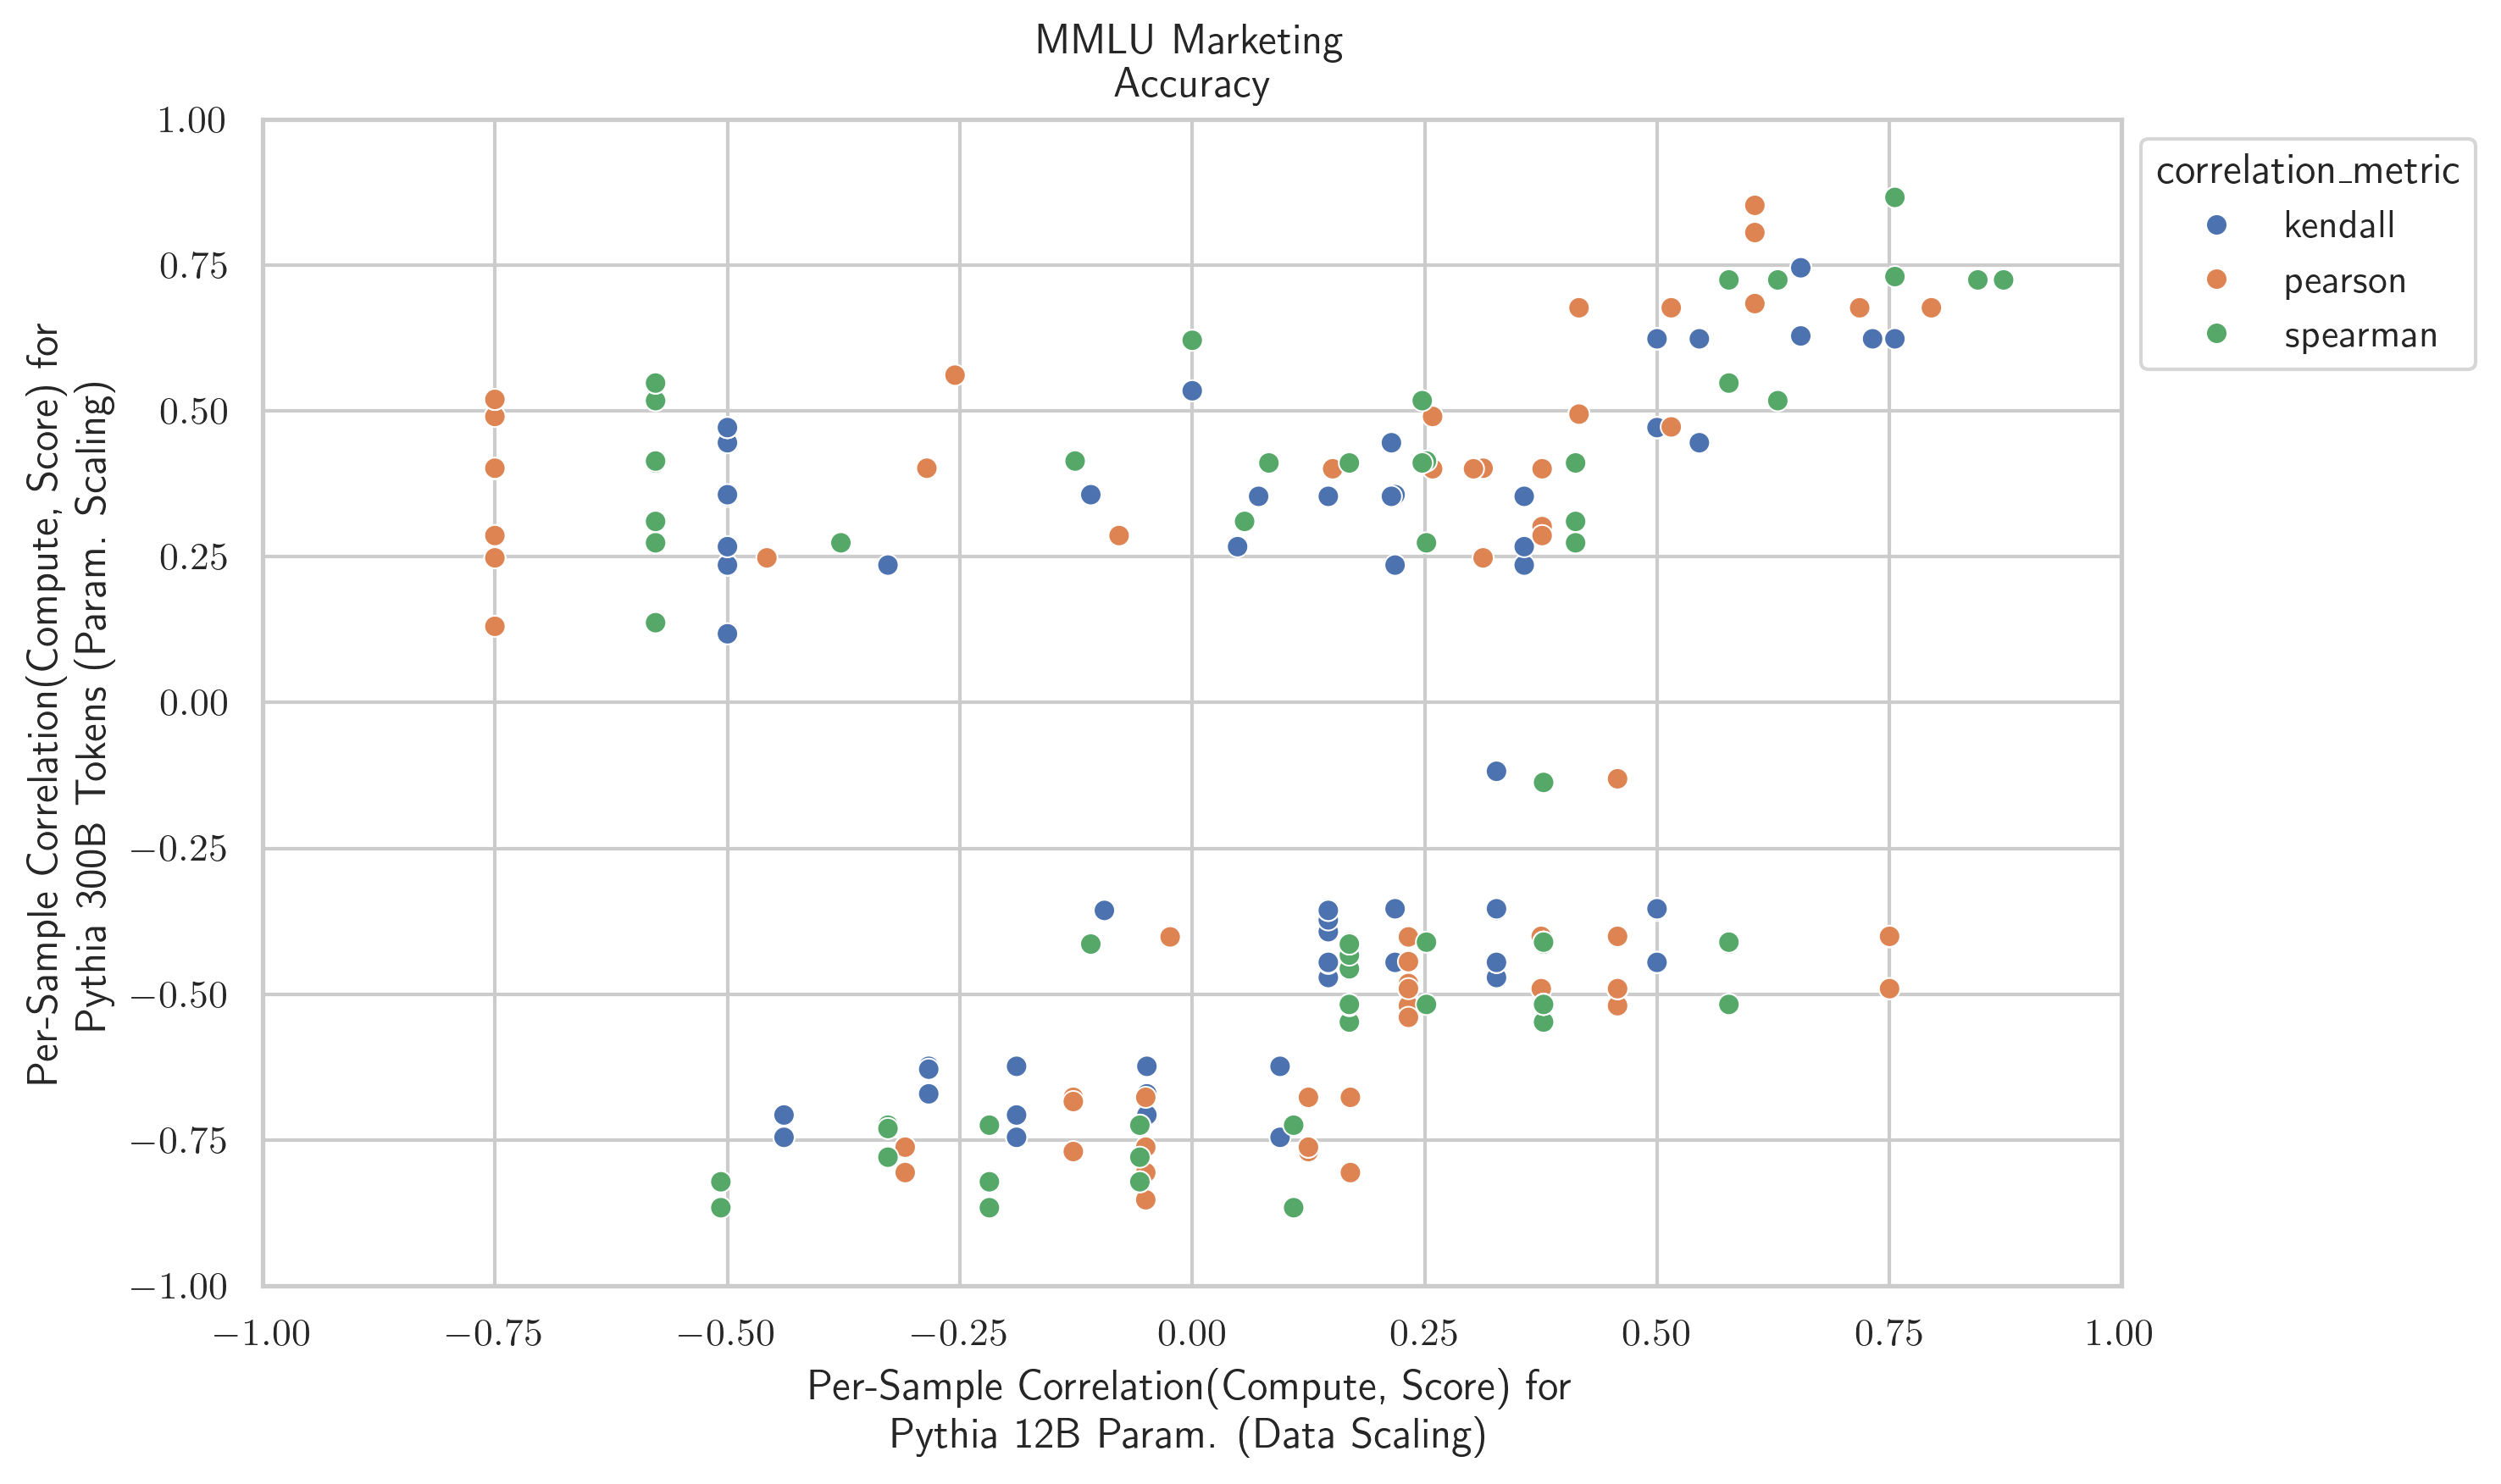 MMLU Marketing
Accuracy
1.00
0.75
0.50
0.25
0.00
−0.25
−0.50
−0.75
−1.00
Per-Sample Correlation(Compute, Score) for
Pythia 300B Tokens (Param. Scaling)
correlation_metric
kendall
pearson
spearman
−1.00
−0.75
−0.50
−0.25
0.00
0.25
0.50
0.75
1.00
Per-Sample Correlation(Compute, Score) for
Pythia 12B Param. (Data Scaling)